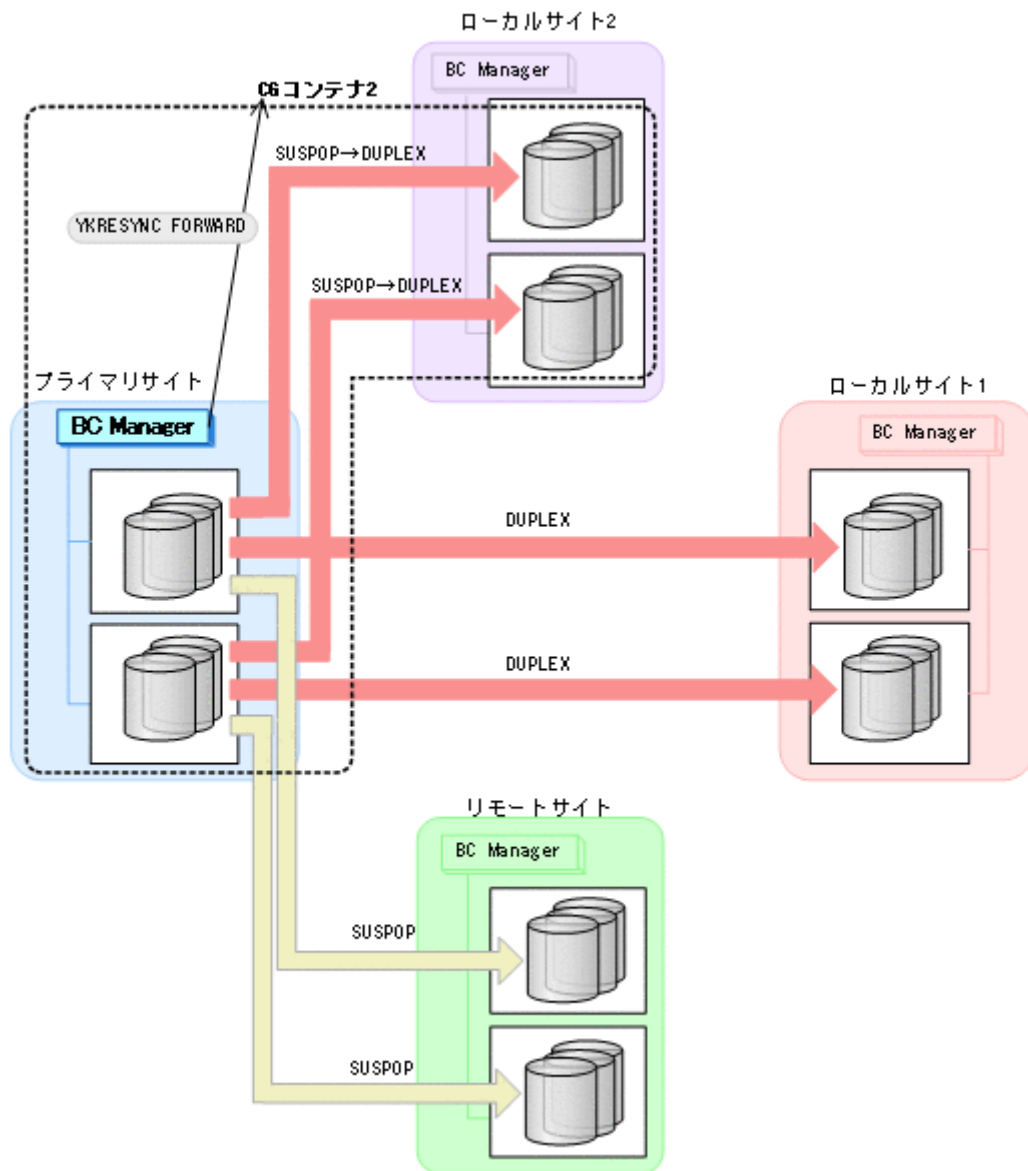 ローカルサイト2
BC Manager
CGコンテナ2
SUSPOP→DUPLEX
YKRESYNC FORWARD
SUSPOP→DUPLEX
プライマリサイト
BC Manager
ローカルサイト1
BC Manager
DUPLEX
DUPLEX
リモートサイト
BC Manager
SUSPOP
SUSPOP